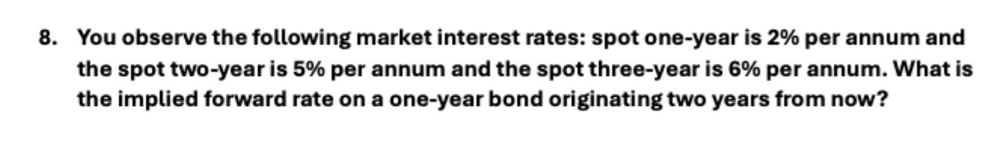 8. You observe the following market interest rates: spot one-year is 2% per annum and
the spot two-year is 5% per annum and the spot three-year is 6% per annum. What is
the implied forward rate on a one-year bond originating two years from now?